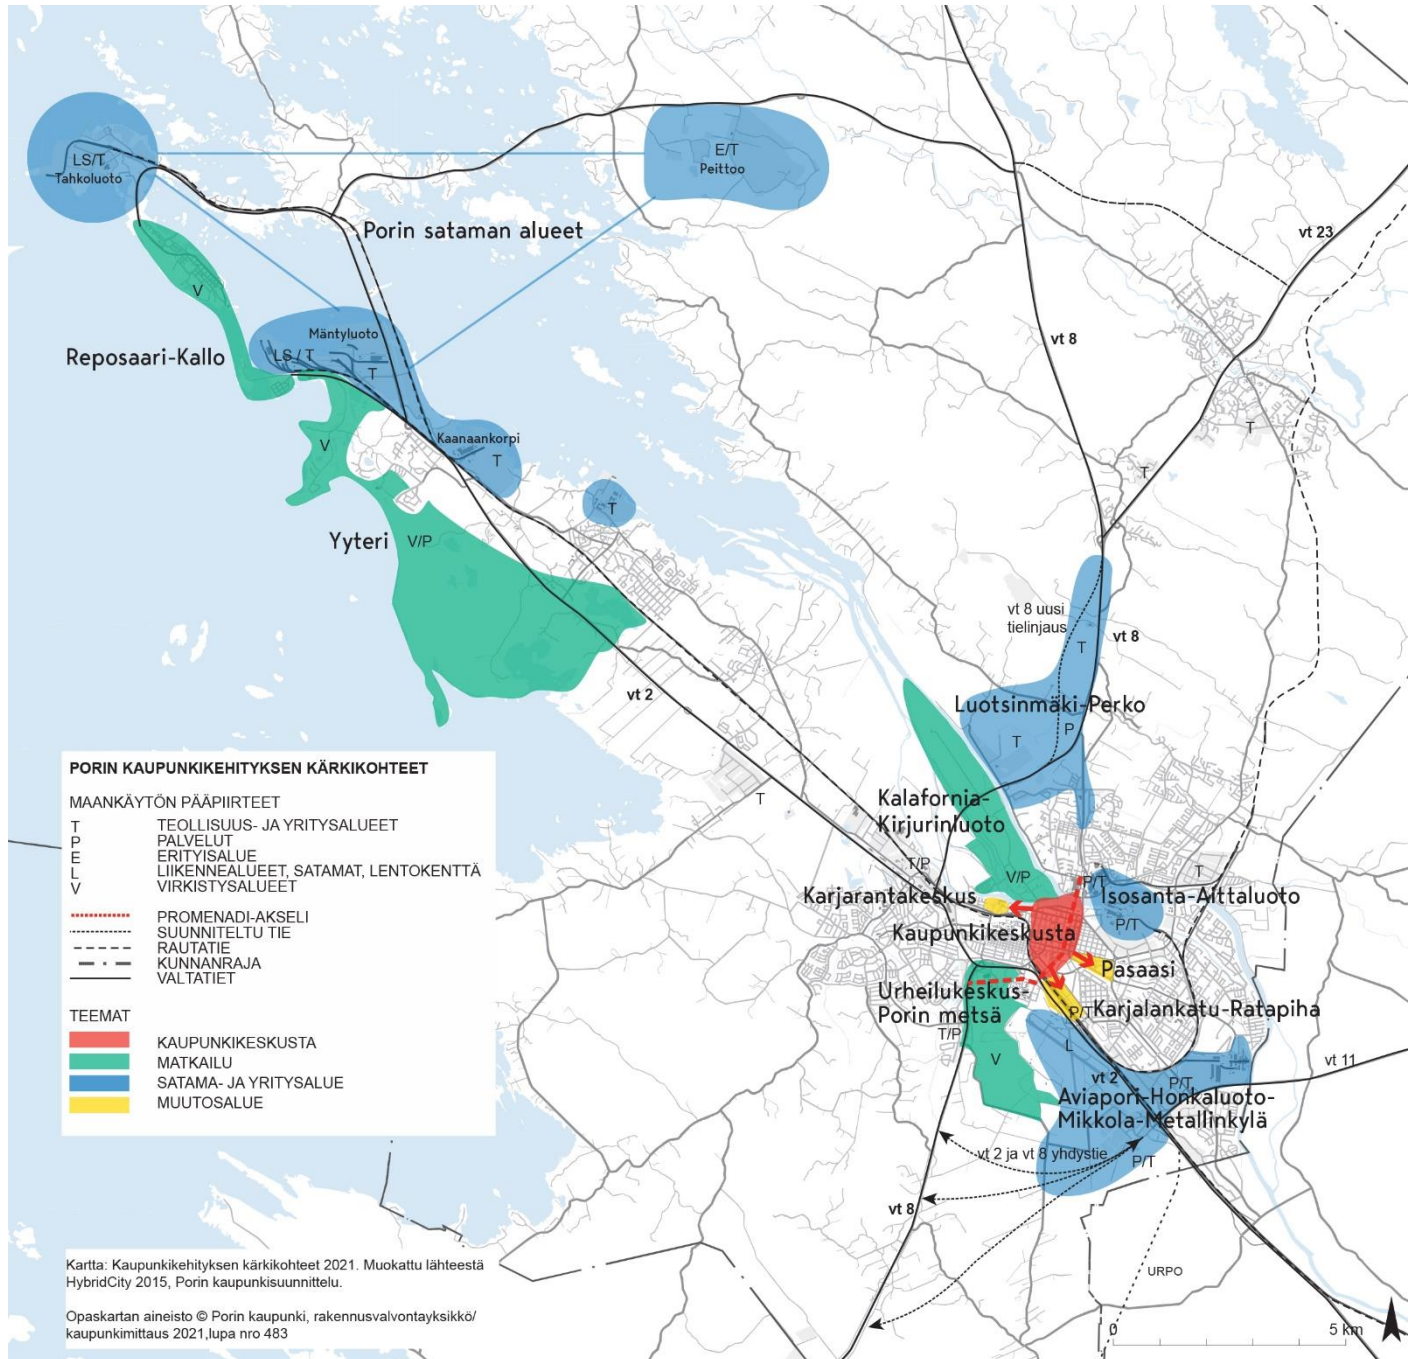 LS/T
Tahkoluoto
E/T
Peittoo
Porin sataman alueet
vt 23
V
Mäntyluoto
LS / T
T
Reposaari-Kallo
vt 8
Kaanaankorpi
T
V
T
T
T
Yyteri
V/P
vt 8 uusi
tielinjaus
vt 8
T
vt 2
Luotsinmäki-Perko
P
T
PORIN KAUPUNKIKEHITYKSEN KÄRKIKOHTEET
MAANKÄYTÖN PÄÄPIIRTEET
T TEOLLISUUS- JA YRITYSALUEET
P PALVELUT
E ERITYISALUE
L LIIKENNEALUEET, SATAMAT, LENTOKENTTÄ
V VIRKISTYSALUEET
PROMENADI-AKSELI
SUUNNITELTU TIE
RAUTATIE
KUNNANRAJA
VALTATIET
TEEMAT
KAUPUNKIKESKUSTA
MATKAILU
SATAMA- JA YRITYSALUE
MUUTOSALUE
T
Kalafornia-
Kirjurinluoto
T/P
V/P
P/T
T
Karjarantakeskus
Isosanta-Aittaluoto
P/T
Kaupunkikeskusta
Pasaasi
Urheilukeskus-
Porin metsä
P/T
Karjalankatu-Ratapiha
T/P
V
L
vt 2
P/T
vt 11
Aviapori-Honkaluoto-
Mikkola-Metallinkylä
vt 2 ja vt 8 yhdystie
P/T
vt 8
URPO
Kartta: Kaupunkikehityksen kärkikohteet 2021. Muokattu lähteestä
HybridCity 2015, Porin kaupunkisuunnittelu.
Opaskartan aineisto © Porin kaupunki, rakennusvalvontayksikkö/
kaupunkimittaus 2021,lupa nro 483
0 5 km